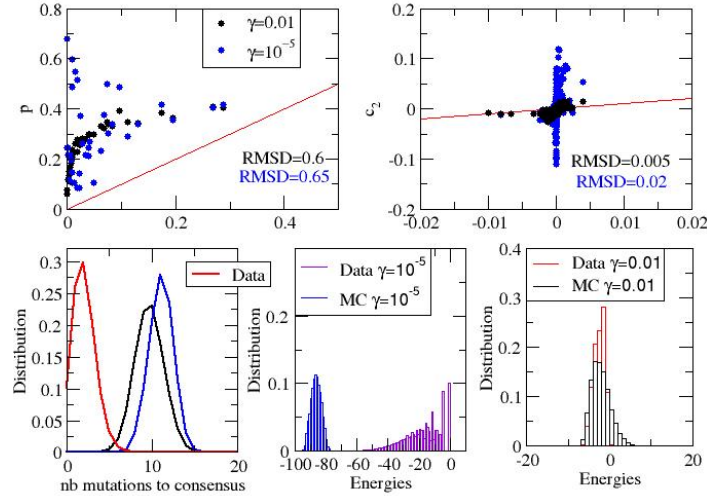 γ=0.01
γ=10⁻⁵
RMSD=0.6
RMSD=0.65
p
0.8
0.6
0.4
0.2
0
0 0.2 0.4
c₂
0.2
0.1
0
-0.1
-0.2
RMSD=0.005
RMSD=0.02
-0.02 -0.01 0 0.01 0.02
Distribution
0.3
0.25
0.2
0.15
0.1
0.05
0
Data
0 10 20
nb mutations to consensus
Distribution
0.2
0.1
0
Data γ=10⁻⁵
MC γ=10⁻⁵
-100 -80 -60 -40 -20 0
Energies
Distribution
0.4
0.3
0.2
0.1
0
Data γ=0.01
MC γ=0.01
-20 0 20
Energies